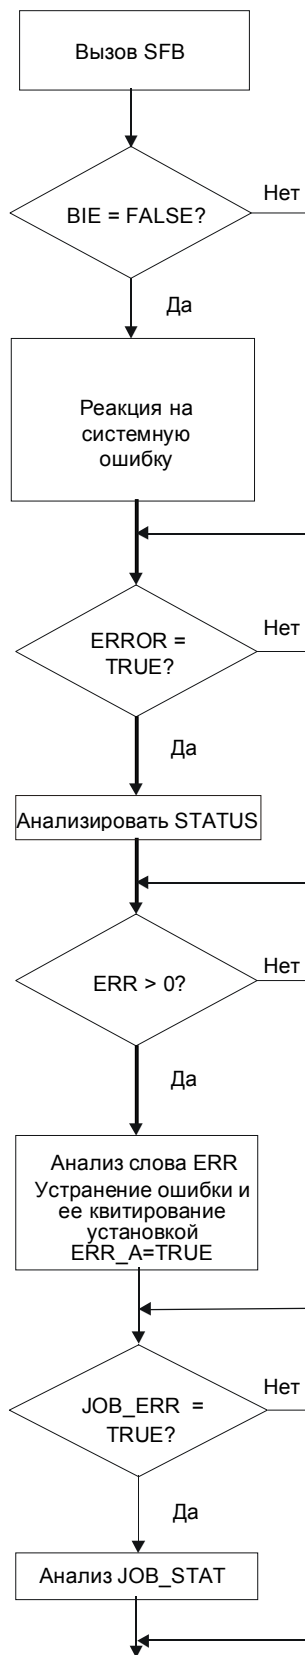 Вызов SFB
Нет
BIE = FALSE?
Да
Реакция на
системную
ошибку
Нет
ERROR =
TRUE?
Да
Анализировать STATUS
Нет
ERR > 0?
Да
Анализ слова ERR
Устранение ошибки и
ее квитирование
установкой
ERR_A=TRUE
Нет
JOB_ERR =
TRUE?
Да
Анализ JOB_STAT